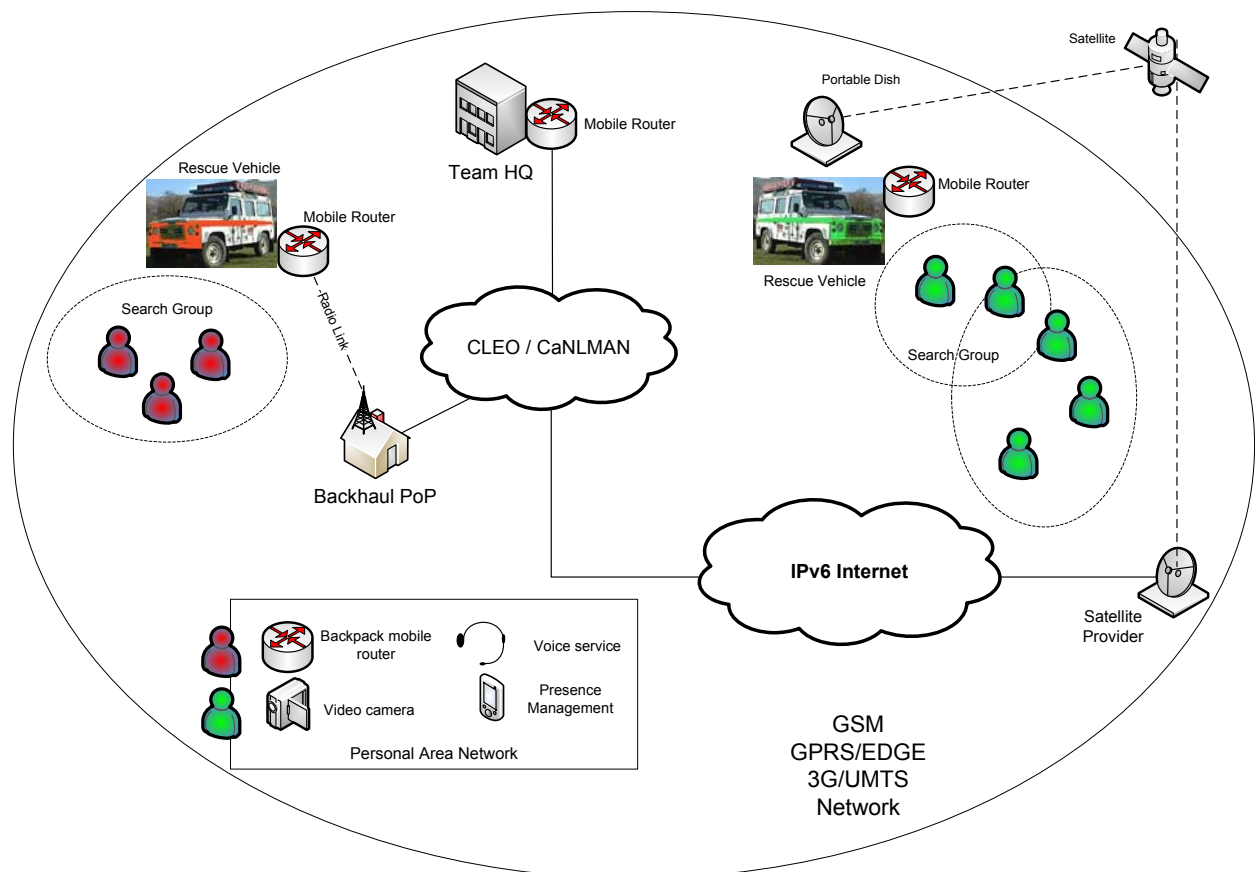 Satellite
Portable Dish
Mobile Router
Team HQ
Rescue Vehicle
Mobile Router
Mobile Router
Rescue Vehicle
Radio Link
Search Group
CLEO / CaNLMAN
Search Group
Backhaul PoP
IPv6 Internet
Satellite
Provider
Backpack mobile
router
Voice service
Video camera
Presence
Management
Personal Area Network
GSM
GPRS/EDGE
3G/UMTS
Network